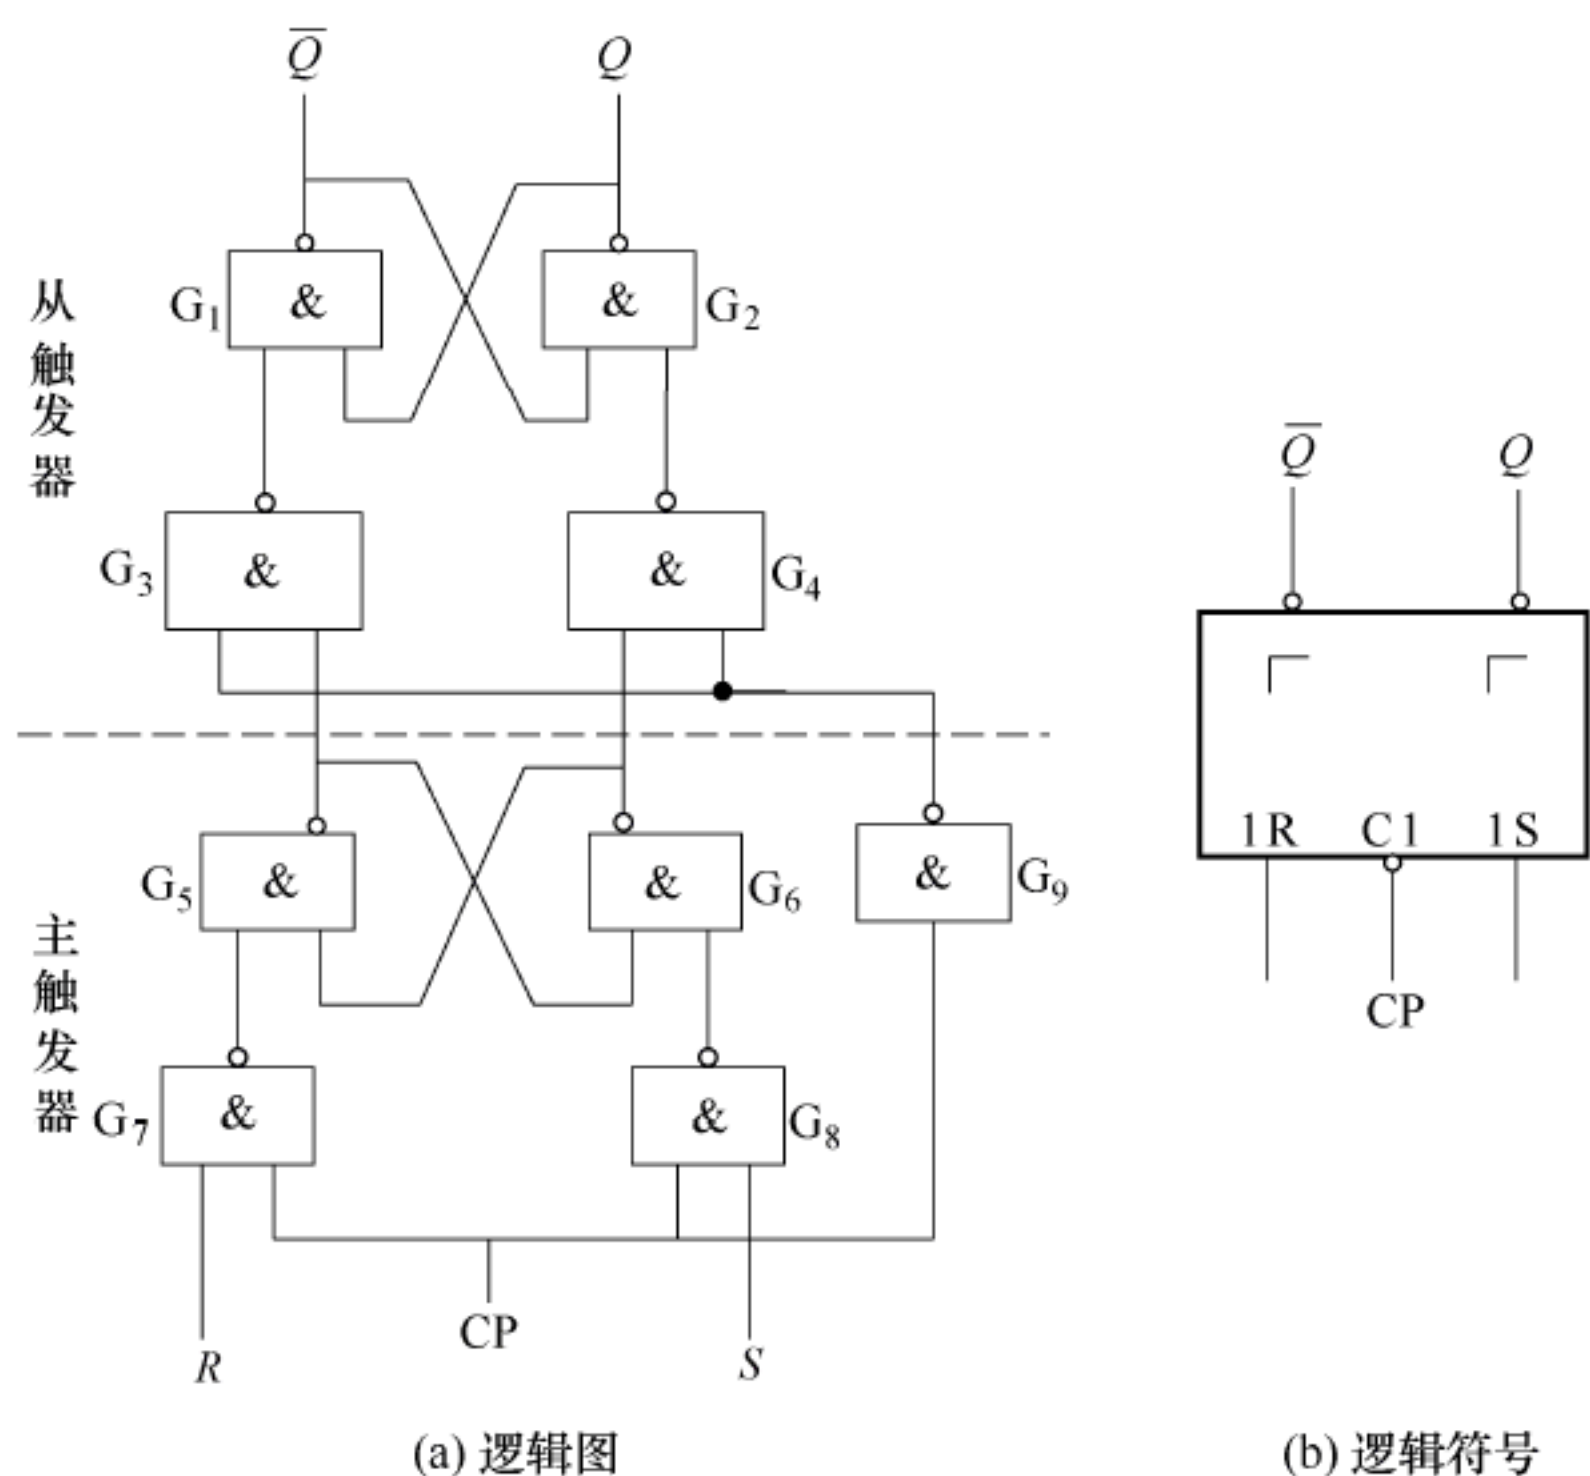 Q̅ Q
G₁ & & G₂
从触发器
G₃ & & G₄
G₅ & & G₆ & G₉
主触发器
G₇ & & G₈
CP
R S
(a) 逻辑图
Q̅ Q
1R C1 1S
CP
(b) 逻辑符号